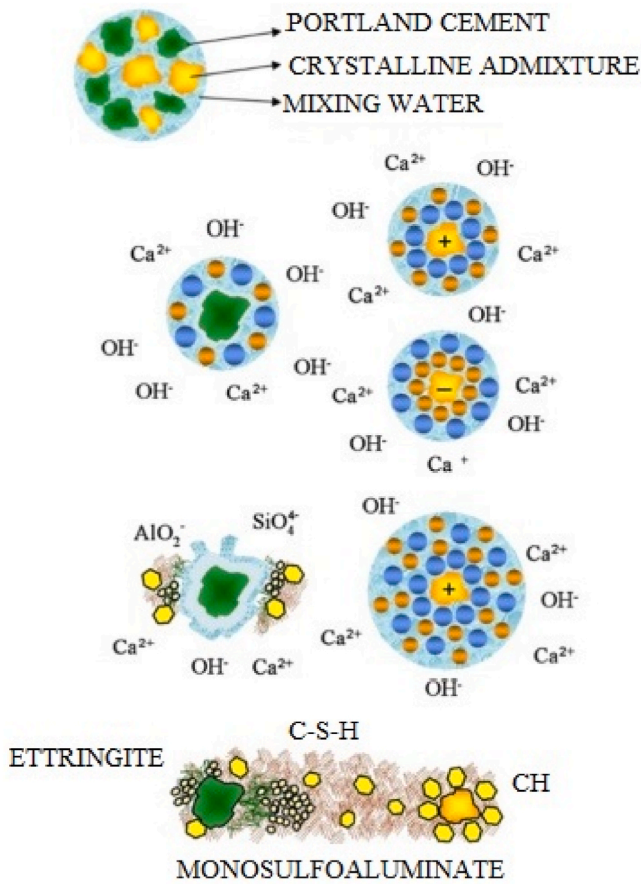 PORTLAND CEMENT
CRYSTALLINE ADMIXTURE
MIXING WATER
Ca²⁺ OH⁻
OH⁻ OH⁻
+
Ca²⁺ Ca²⁺
OH⁻
Ca²⁺
OH⁻
OH⁻ OH⁻
−
Ca²⁺ Ca²⁺
OH⁻ Ca²⁺
OH⁻
OH⁻
Ca ⁺
OH⁻
AlO₂⁻ SiO₄⁴⁻
Ca²⁺
+
OH⁻
Ca²⁺ Ca²⁺
Ca²⁺
OH⁻ Ca²⁺
OH⁻
C-S-H
ETTRINGITE
CH
MONOSULFOALUMINATE